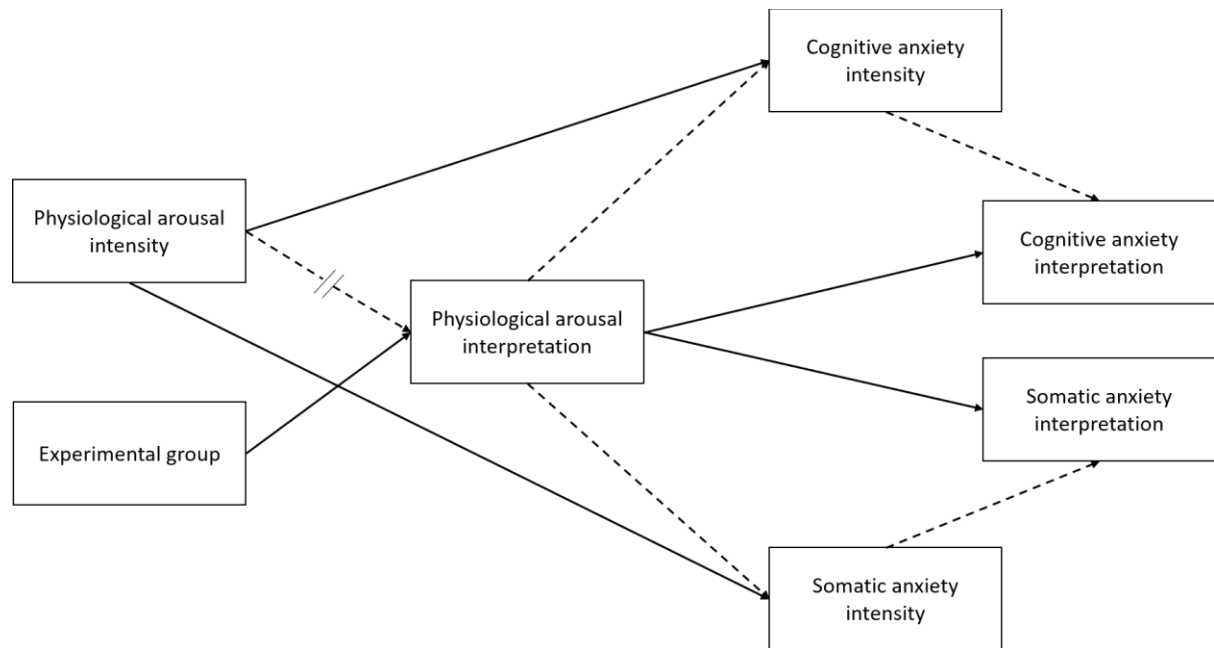 Cognitive anxiety
intensity
Physiological arousal
intensity
Cognitive anxiety
interpretation
Physiological arousal
interpretation
Somatic anxiety
interpretation
Experimental group
Somatic anxiety
intensity